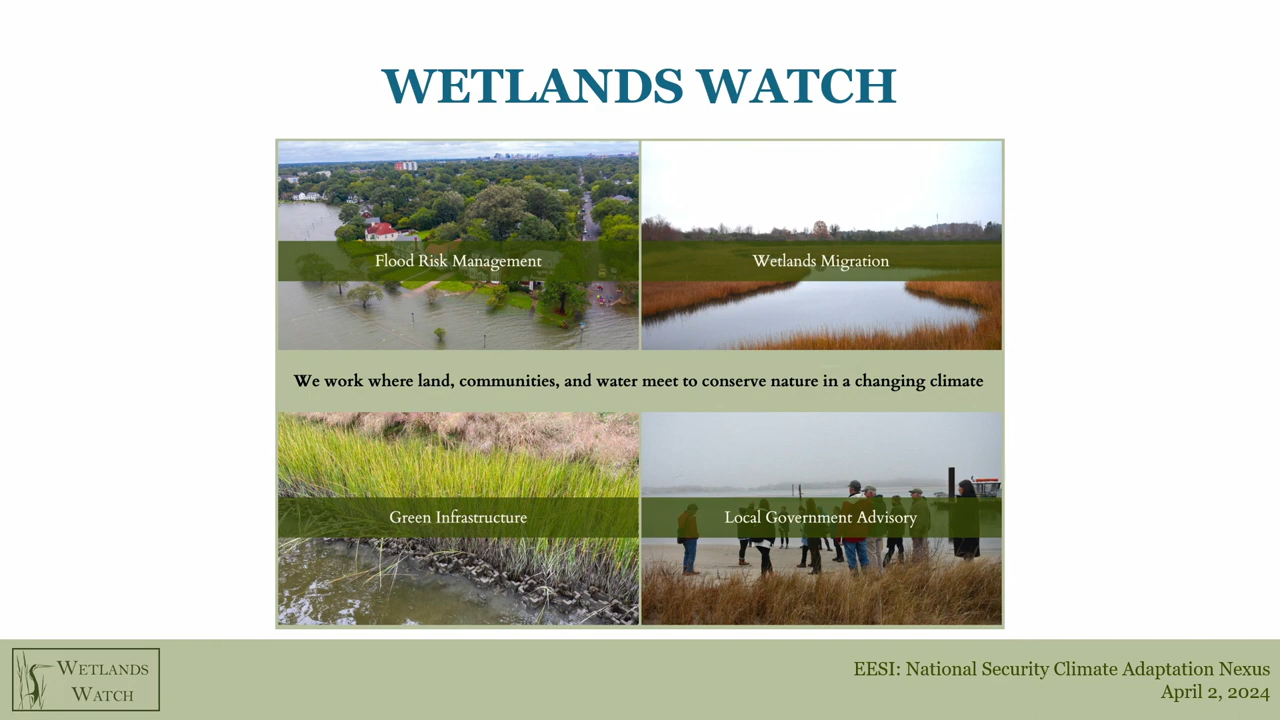 WETLANDS WATCH
Flood Risk Management
Wetlands Migration
We work where land, communities, and water meet to conserve nature in a changing climate
Green Infrastructure
Local Government Advisory
WETLANDS
WATCH
EESI: National Security Climate Adaptation Nexus
April 2, 2024